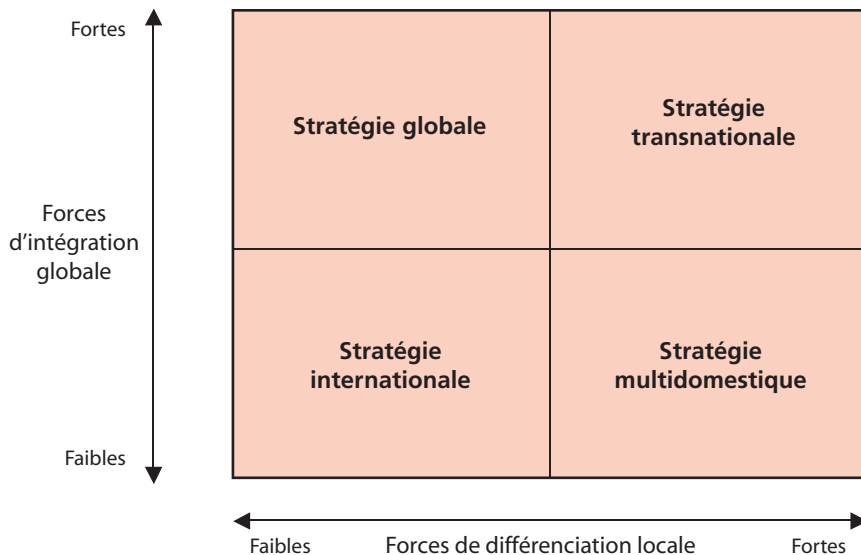 Fortes
Stratégie globale
Stratégie
transnationale
Forces
d'intégration
globale
Stratégie
internationale
Stratégie
multidomestique
Faibles
Faibles
Forces de différenciation locale
Fortes